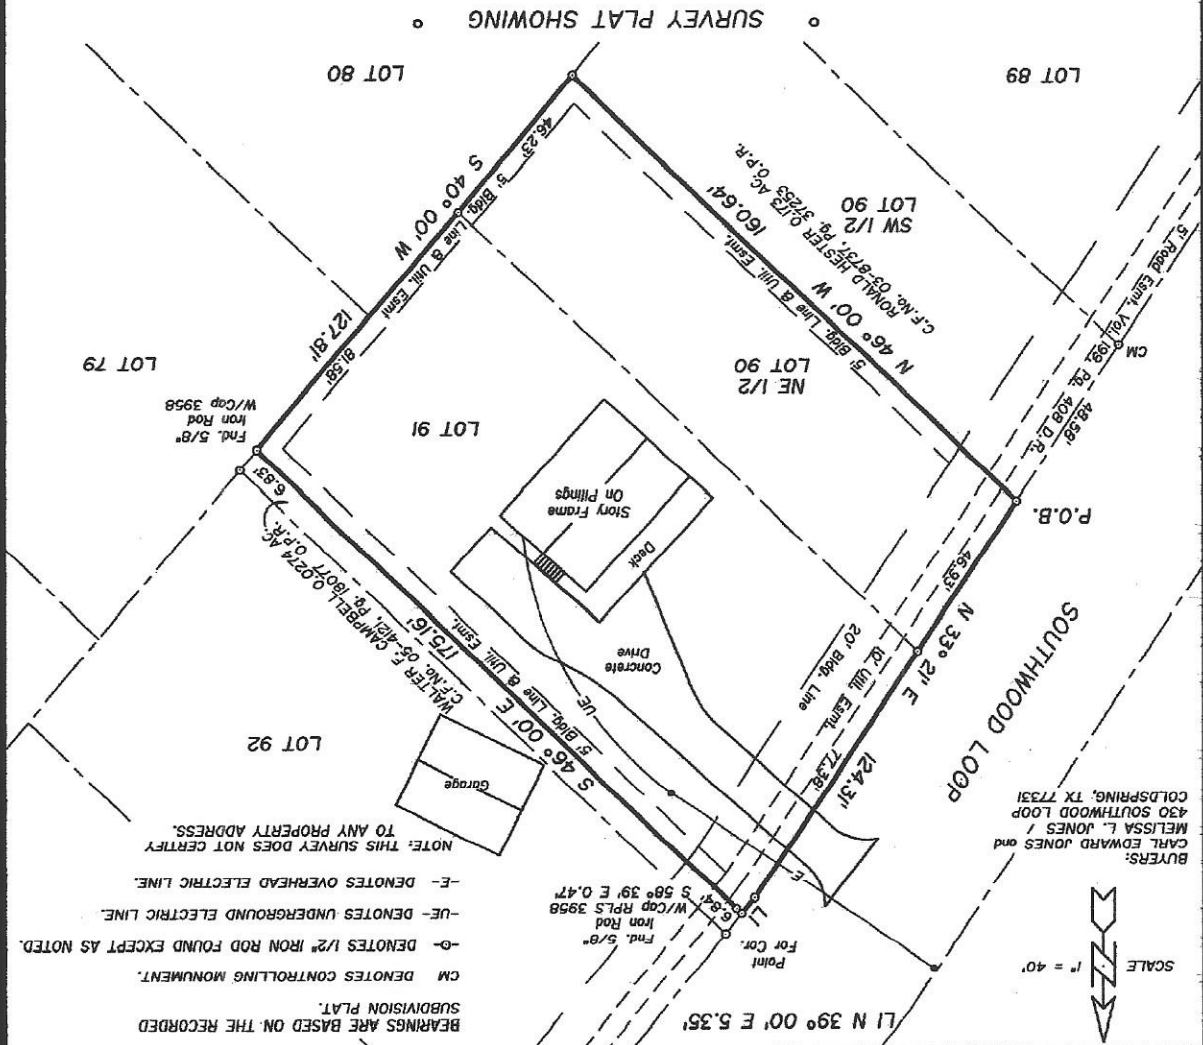 BEARINGS ARE BASED ON THE RECORDED
SUBDIVISION PLAT.
CM DENOTES CONTROLLING MONUMENT.
-O- DENOTES 1/2" IRON ROD FOUND EXCEPT AS NOTED.
-UE- DENOTES UNDERGROUND ELECTRIC LINE.
-E- DENOTES OVERHEAD ELECTRIC LINE.
NOTE: THIS SURVEY DOES NOT CERTIFY
TO ANY PROPERTY ADDRESS.
L1 N 39° 00' E 5.35'
SCALE 1" = 40'
BUYERS:
CARL EDWARD JONES and
MELISSA L. JONES /
430 SOUTHWOOD LOOP
COLDSPRING, TX 77331
Point
For Cor.
L1
Fnd. 5/8"
Iron Rod
W/Cap RPLS 3958
S 58° 39' E 0.47'
6.84'
E
Garage
LOT 92
SOUTHWOOD LOOP
124.31'
N 33° 21' E
77.38'
46.93'
10' Util. Esmt.
20' Bldg. Line
UE
Concrete
Drive
S 46° 00' E
175.16'
5' Bldg. Line & Util. Esmt.
WALTER F. CAMPBELL 0.0274 AC.
C.F.No. 05-4121, Pg. 18077 O.P.R.
6.83'
Deck
Story Frame
On Pilings
P.O.B.
LOT 91
Fnd. 5/8"
Iron Rod
W/Cap 3958
NE 1/2
LOT 90
LOT 79
CM
48.58'
5' Road Esmt. Vol. 199, Pg. 408 D.R.
N 46° 00' W
160.64'
5' Bldg. Line & Util. Esmt.
RONALD HESTER 0.173 AC.
C.F.No. 03-8737, Pg. 37253 O.P.R.
127.81'
S 40° 00' W
81.58'
46.23'
5' Bldg. Line & Util. Esmt
SW 1/2
LOT 90
LOT 89
LOT 80
SURVEY PLAT SHOWING